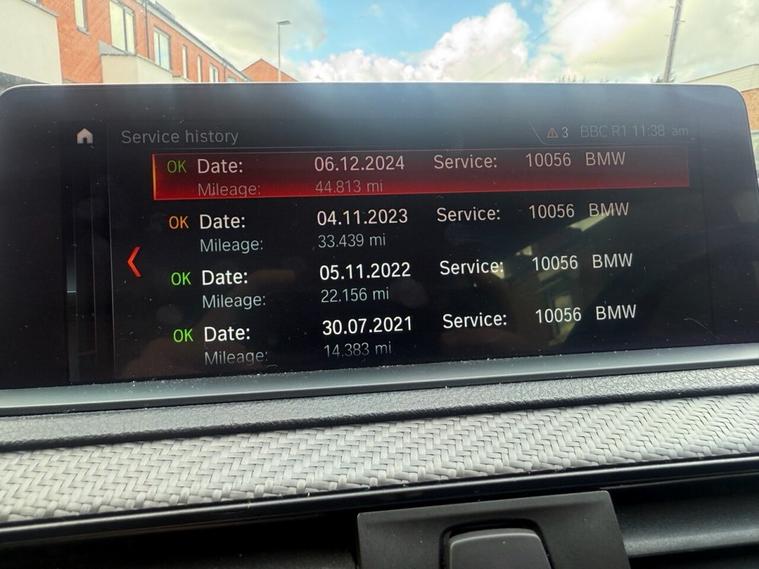 Service history
3 BBC R1 11:38 am
OK Date: 06.12.2024 Service: 10056 BMW
Mileage: 44.813 mi
OK Date: 04.11.2023 Service: 10056 BMW
Mileage: 33.439 mi
OK Date: 05.11.2022 Service: 10056 BMW
Mileage: 22.156 mi
OK Date: 30.07.2021 Service: 10056 BMW
Mileage: 14.383 mi